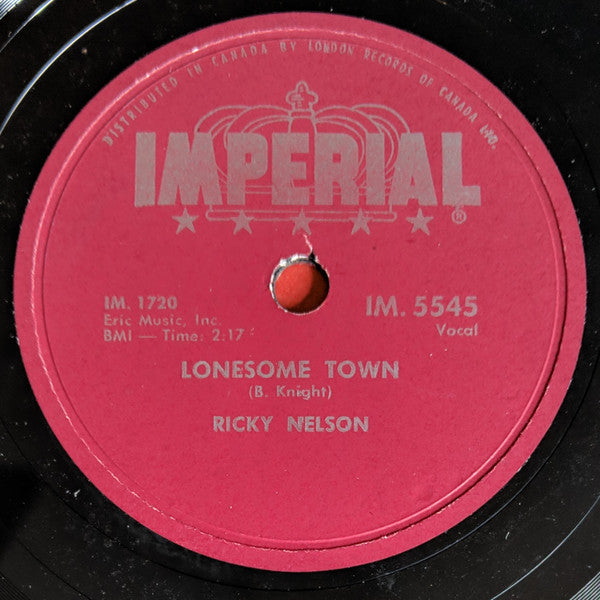 DISTRIBUTED IN CANADA BY LONDON RECORDS OF CANADA LTD.
IMPERIAL
®
IM. 1720
Eric Music, Inc.
BMI — Time: 2:17
IM. 5545
Vocal
LONESOME TOWN
(B. Knight)
RICKY NELSON